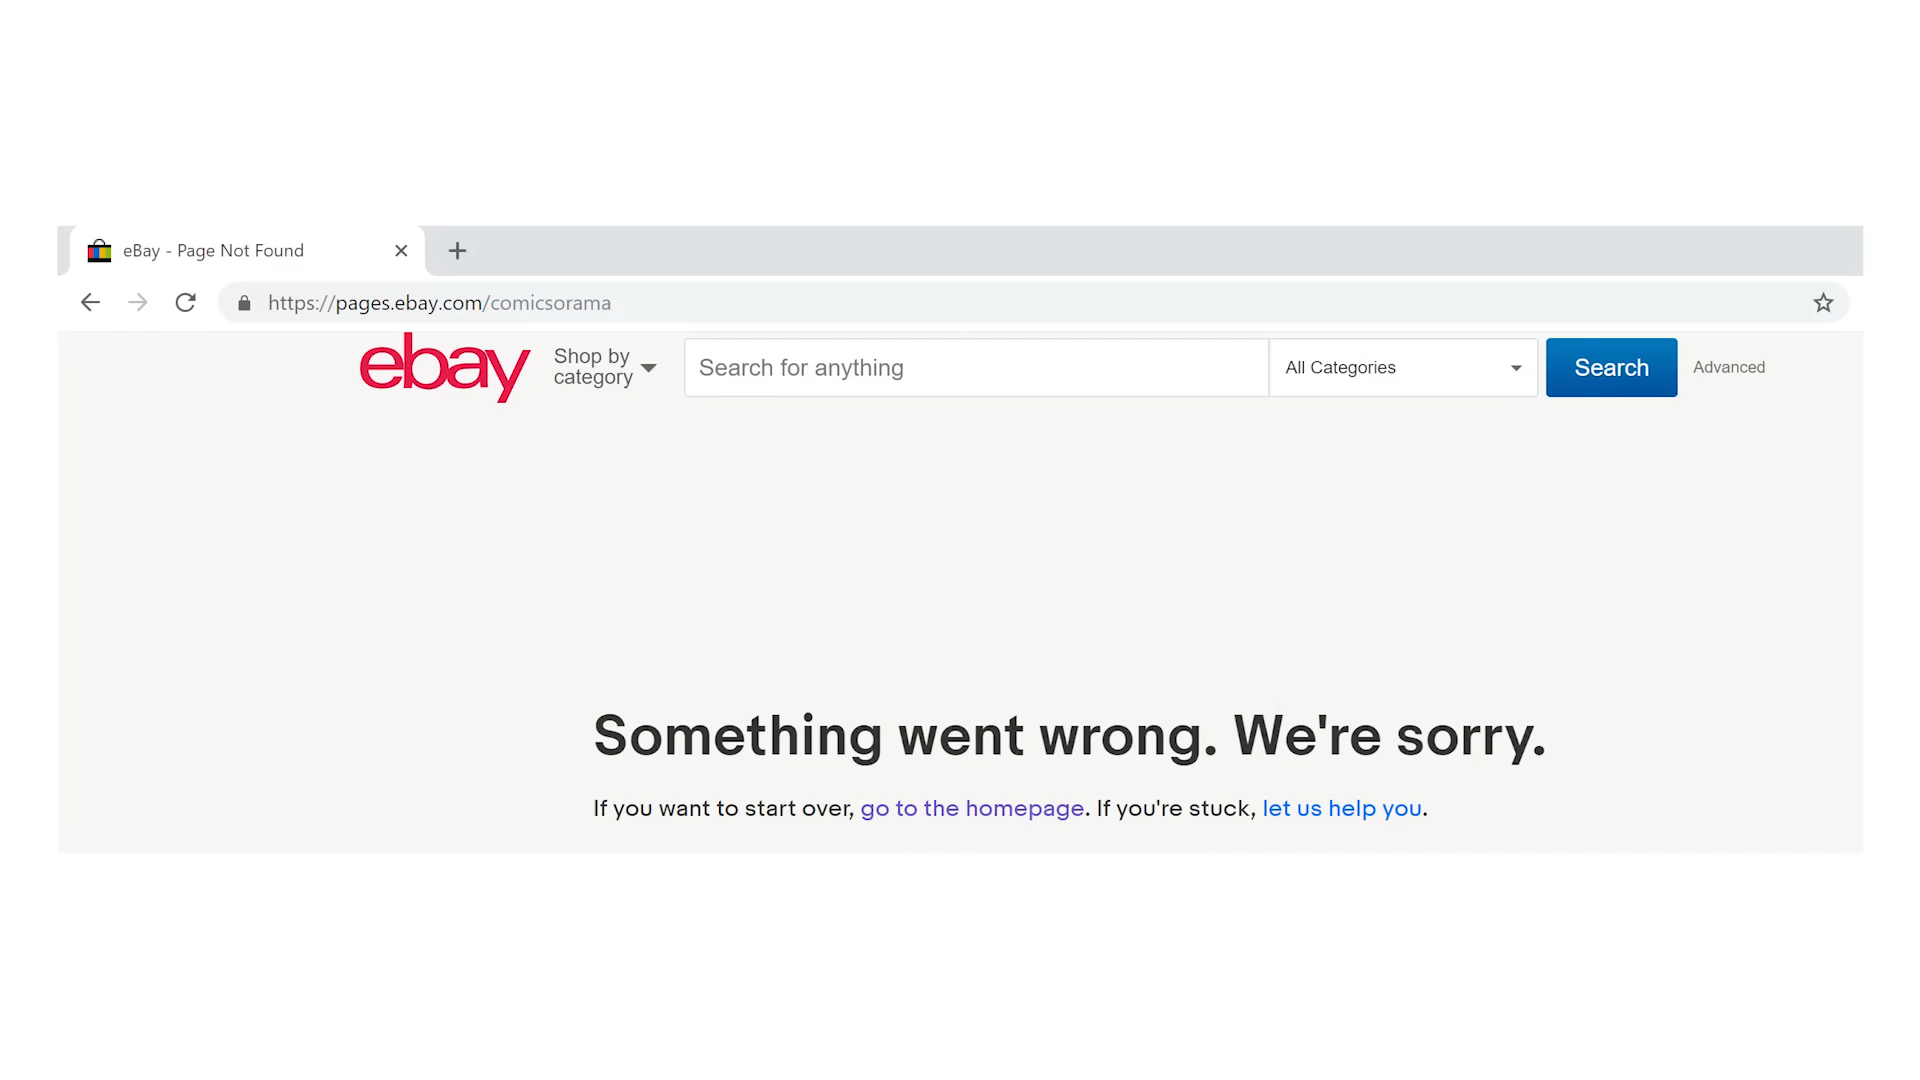 eBay - Page Not Found
https://pages.ebay.com/comicsorama
ebay
Shop by
category
Search for anything
All Categories
Search
Advanced
Something went wrong. We're sorry.
If you want to start over, go to the homepage. If you're stuck, let us help you.